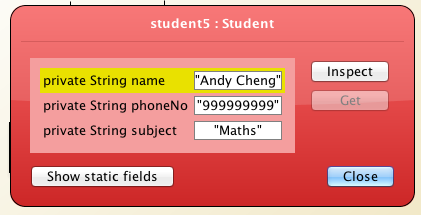 student5 : Student
private String name "Andy Cheng"
Inspect
private String phoneNo "999999999"
Get
private String subject "Maths"
Show static fields
Close